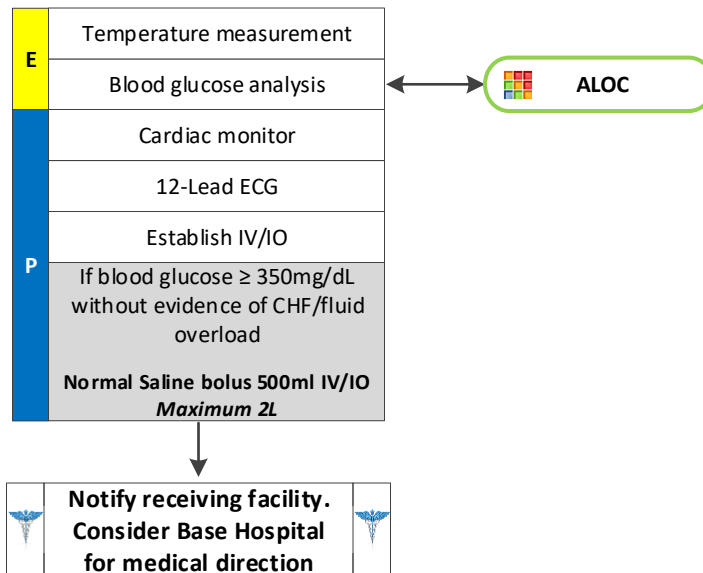 E
Temperature measurement
Blood glucose analysis
ALOC
P
Cardiac monitor
12-Lead ECG
Establish IV/IO
If blood glucose ≥ 350mg/dL
without evidence of CHF/fluid
overload
Normal Saline bolus 500ml IV/IO
Maximum 2L
Notify receiving facility.
Consider Base Hospital
for medical direction